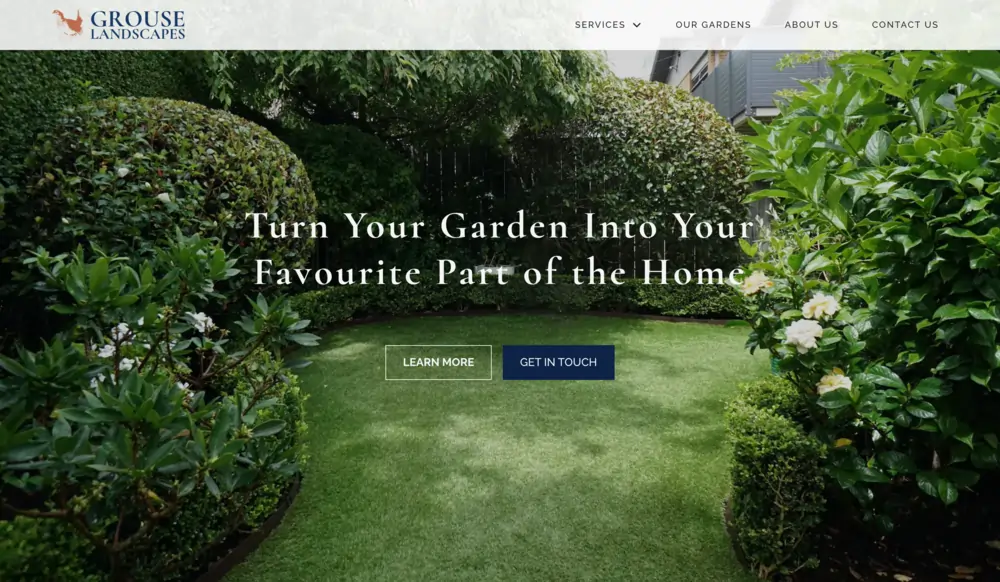 GROUSE
LANDSCAPES
SERVICES
OUR GARDENS
ABOUT US
CONTACT US
Turn Your Garden Into Your
Favourite Part of the Home
LEARN MORE
GET IN TOUCH